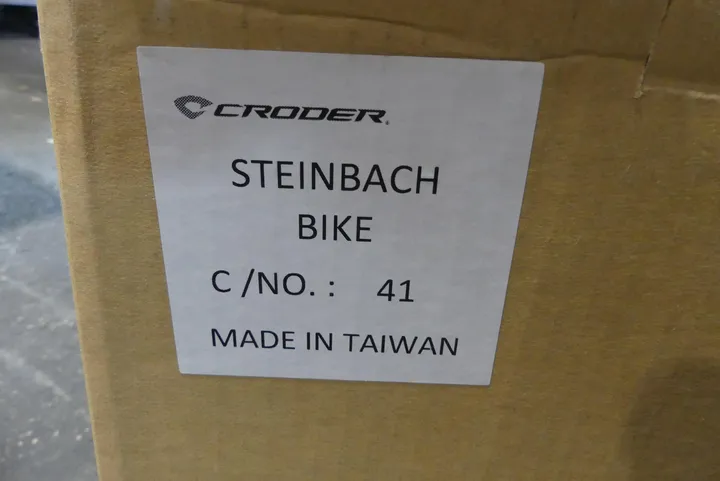 CRODER
STEINBACH
BIKE
C /NO. : 41
MADE IN TAIWAN